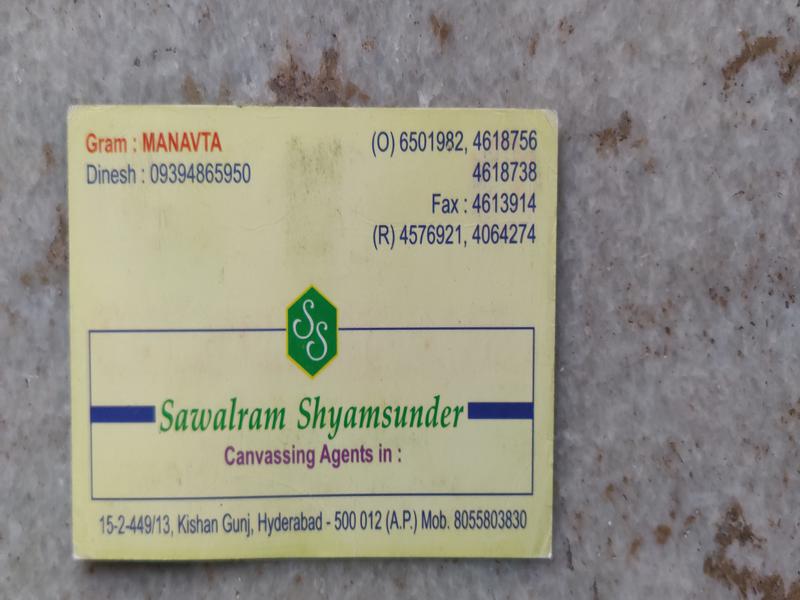 Gram : MANAVTA
Dinesh : 09394865950
(O) 6501982, 4618756
4618738
Fax : 4613914
(R) 4576921, 4064274
SS
Sawalram Shyamsunder
Canvassing Agents in :
15-2-449/13, Kishan Gunj, Hyderabad - 500 012 (A.P.) Mob. 8055803830